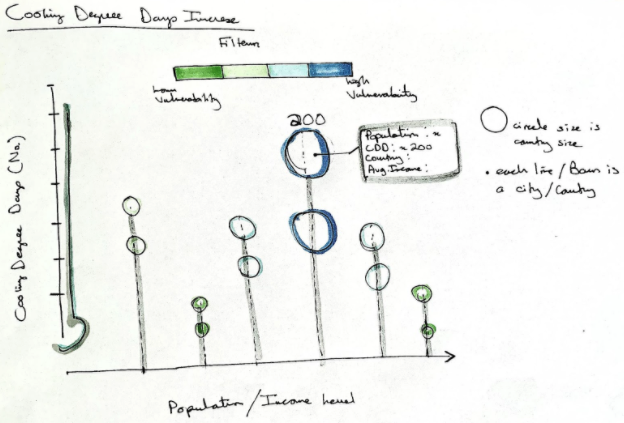 Cooling Degree Days Increase
Filters
Low Vulnerability
high Vulnerability
200
Population : x
CDD : x 200
Country :
Avg. Income :
circle size is
country size
• each line / Bar is
a city / Country
Cooling Degree Days (No.)
Population / Income Level